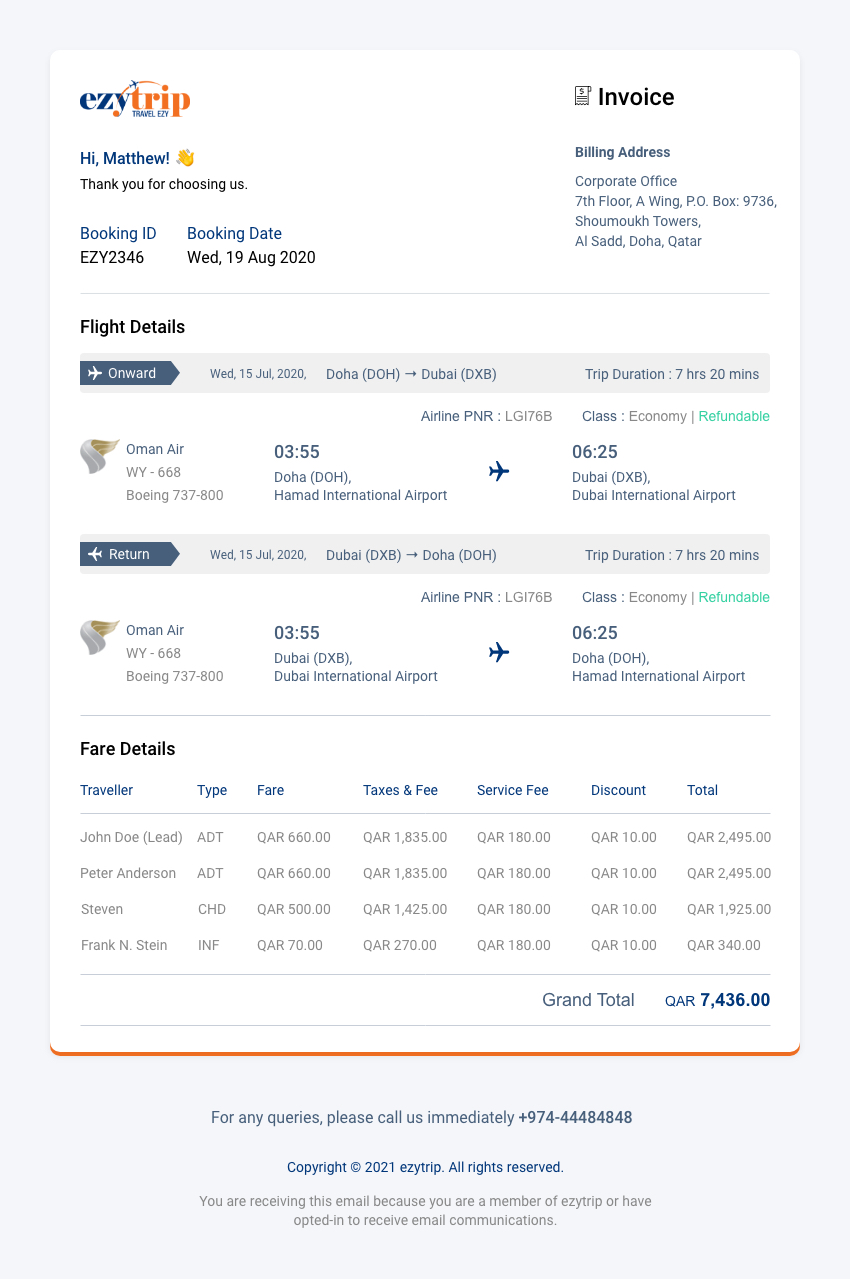 ezytrip
TRAVEL EZY
Invoice
Hi, Matthew! 👋
Thank you for choosing us.
Billing Address
Corporate Office
7th Floor, A Wing, P.O. Box: 9736,
Shoumoukh Towers,
Al Sadd, Doha, Qatar
Booking ID Booking Date
EZY2346 Wed, 19 Aug 2020
Flight Details
Onward Wed, 15 Jul, 2020, Doha (DOH) → Dubai (DXB) Trip Duration : 7 hrs 20 mins
Airline PNR : LGI76B Class : Economy | Refundable
Oman Air
WY - 668
Boeing 737-800
03:55
Doha (DOH),
Hamad International Airport
06:25
Dubai (DXB),
Dubai International Airport
Return Wed, 15 Jul, 2020, Dubai (DXB) → Doha (DOH) Trip Duration : 7 hrs 20 mins
Airline PNR : LGI76B Class : Economy | Refundable
Oman Air
WY - 668
Boeing 737-800
03:55
Dubai (DXB),
Dubai International Airport
06:25
Doha (DOH),
Hamad International Airport
Fare Details
Traveller Type Fare Taxes & Fee Service Fee Discount Total
John Doe (Lead) ADT QAR 660.00 QAR 1,835.00 QAR 180.00 QAR 10.00 QAR 2,495.00
Peter Anderson ADT QAR 660.00 QAR 1,835.00 QAR 180.00 QAR 10.00 QAR 2,495.00
Steven CHD QAR 500.00 QAR 1,425.00 QAR 180.00 QAR 10.00 QAR 1,925.00
Frank N. Stein INF QAR 70.00 QAR 270.00 QAR 180.00 QAR 10.00 QAR 340.00
Grand Total QAR 7,436.00
For any queries, please call us immediately +974-44484848
Copyright © 2021 ezytrip. All rights reserved.
You are receiving this email because you are a member of ezytrip or have
opted-in to receive email communications.